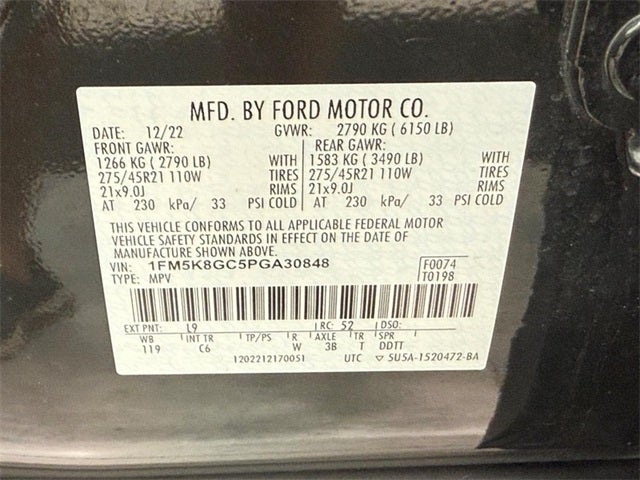 MFD. BY FORD MOTOR CO.
DATE: 12/22 GVWR: 2790 KG ( 6150 LB)
FRONT GAWR: REAR GAWR:
1266 KG ( 2790 LB) WITH 1583 KG ( 3490 LB) WITH
275/45R21 110W TIRES 275/45R21 110W TIRES
21x9.0J RIMS 21x9.0J RIMS
AT 230 kPa/ 33 PSI COLD AT 230 kPa/ 33 PSI COLD
THIS VEHICLE CONFORMS TO ALL APPLICABLE FEDERAL MOTOR
VEHICLE SAFETY STANDARDS IN EFFECT ON THE DATE OF
MANUFACTURE SHOWN ABOVE.
VIN: 1FM5K8GC5PGA30848 F0074
TYPE: MPV T0198
EXT PNT: L9 RC: 52 DSO:
WB INT TR TP/PS R AXLE TR SPR
119 C6 W 3B T DDTT
1202212170051 UTC 5U5A-1520472-BA